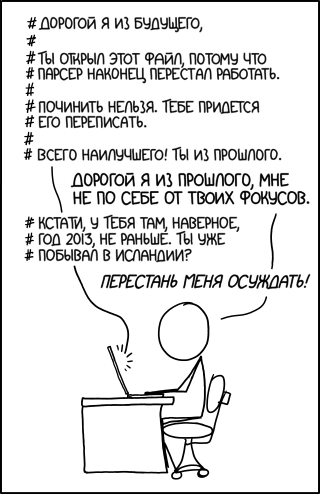 # ДОРОГОЙ Я ИЗ БУДУЩЕГО,
#
# ТЫ ОТКРЫЛ ЭТОТ ФАЙЛ, ПОТОМУ ЧТО
# ПАРСЕР НАКОНЕЦ ПЕРЕСТАЛ РАБОТАТЬ.
#
# ПОЧИНИТЬ НЕЛЬЗЯ. ТЕБЕ ПРИДЕТСЯ
# ЕГО ПЕРЕПИСАТЬ.
#
# ВСЕГО НАИЛУЧШЕГО! ТЫ ИЗ ПРОШЛОГО.
ДОРОГОЙ Я ИЗ ПРОШЛОГО, МНЕ
НЕ ПО СЕБЕ ОТ ТВОИХ ФОКУСОВ.
# КСТАТИ, У ТЕБЯ ТАМ, НАВЕРНОЕ,
# ГОД 2013, НЕ РАНЬШЕ. ТЫ УЖЕ
# ПОБЫВАЛ В ИСЛАНДИИ?
ПЕРЕСТАНЬ МЕНЯ ОСУЖДАТЬ!